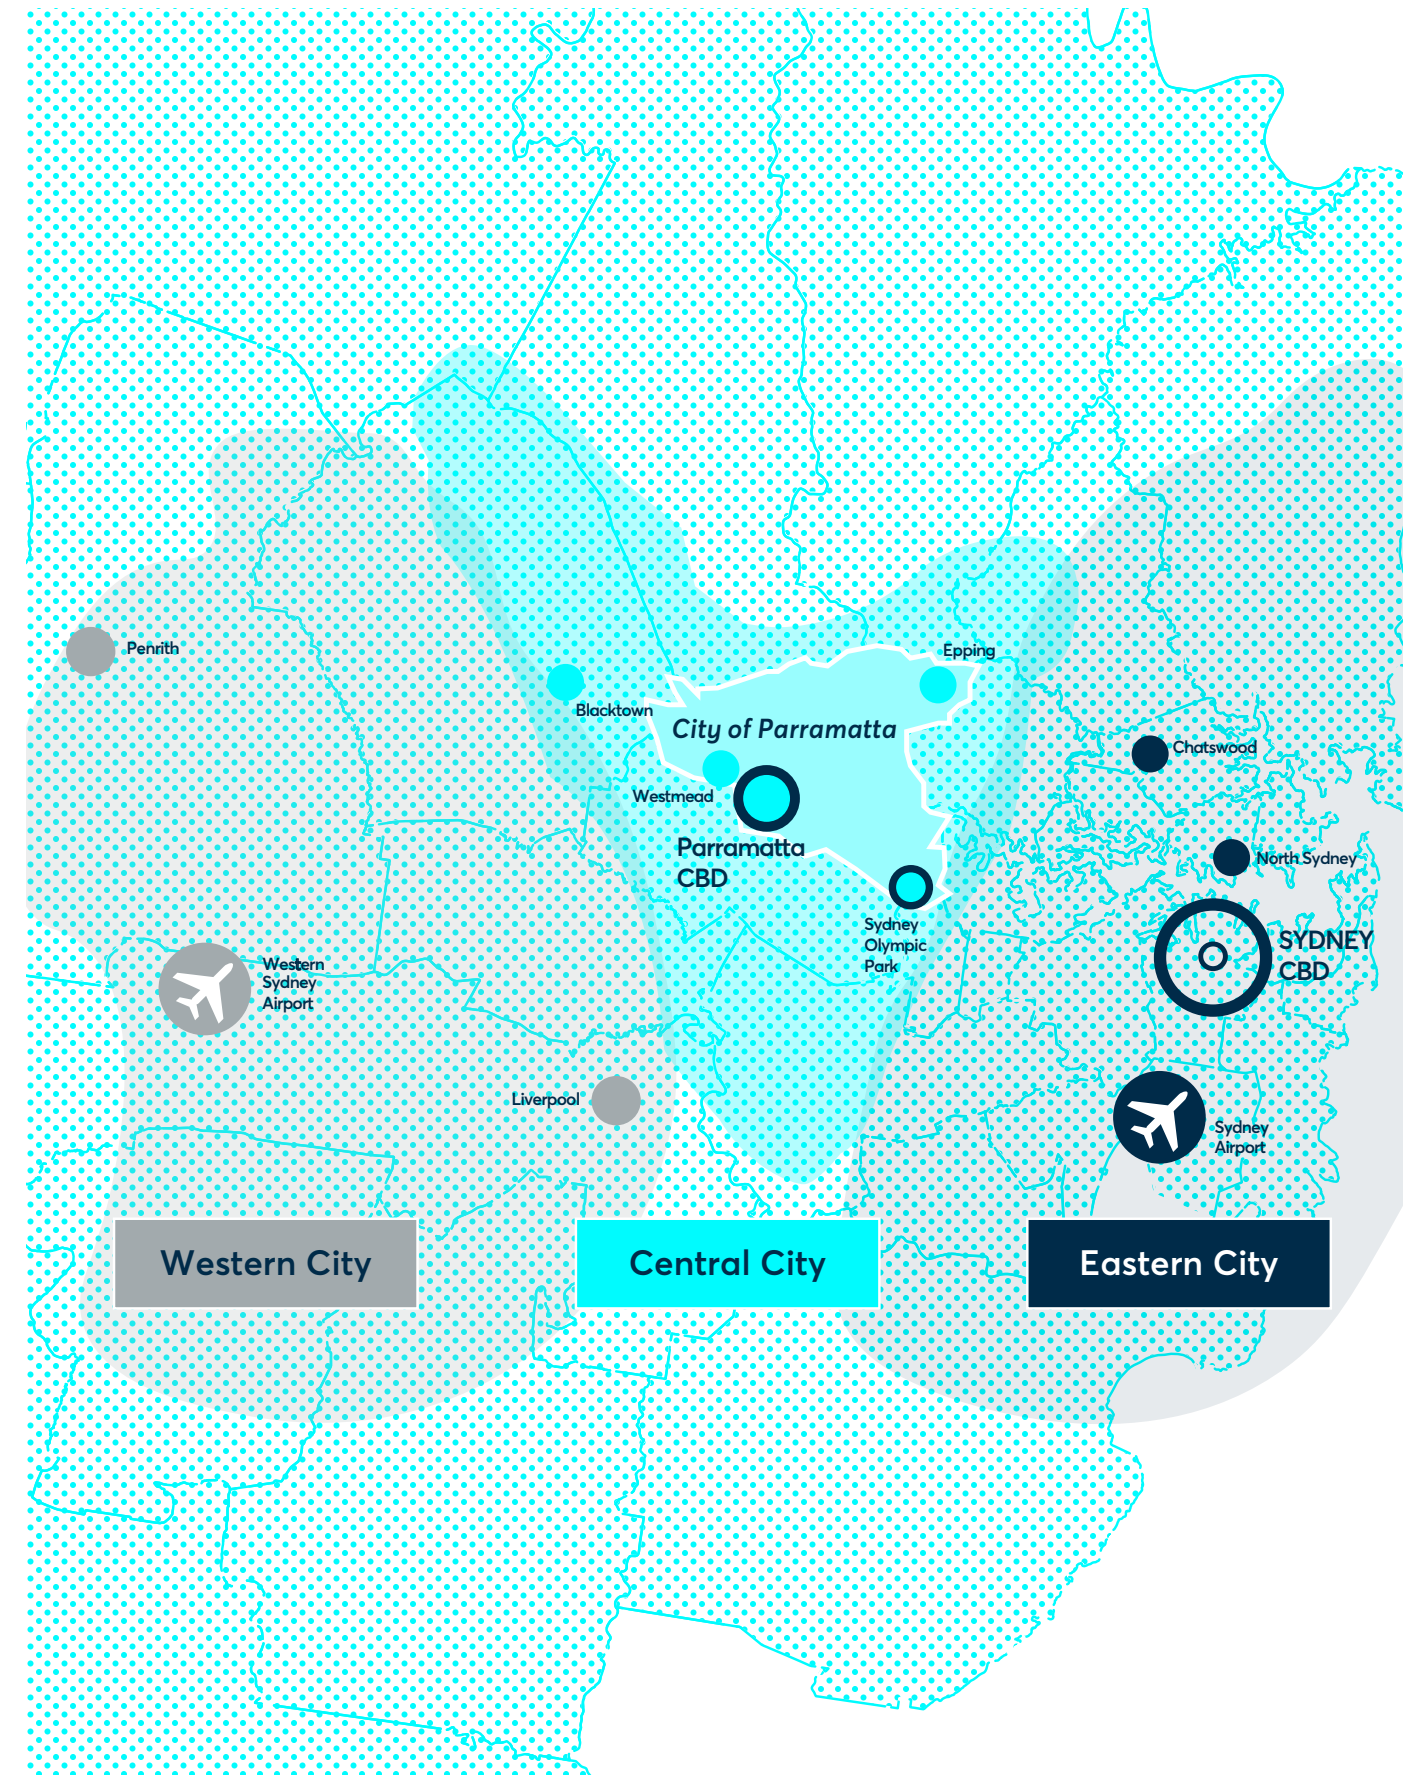 Penrith
Epping
Blacktown
City of Parramatta
Chatswood
Westmead
Parramatta
CBD
North Sydney
Sydney
Olympic
Park
SYDNEY
CBD
Western
Sydney
Airport
Liverpool
Sydney
Airport
Western City
Central City
Eastern City